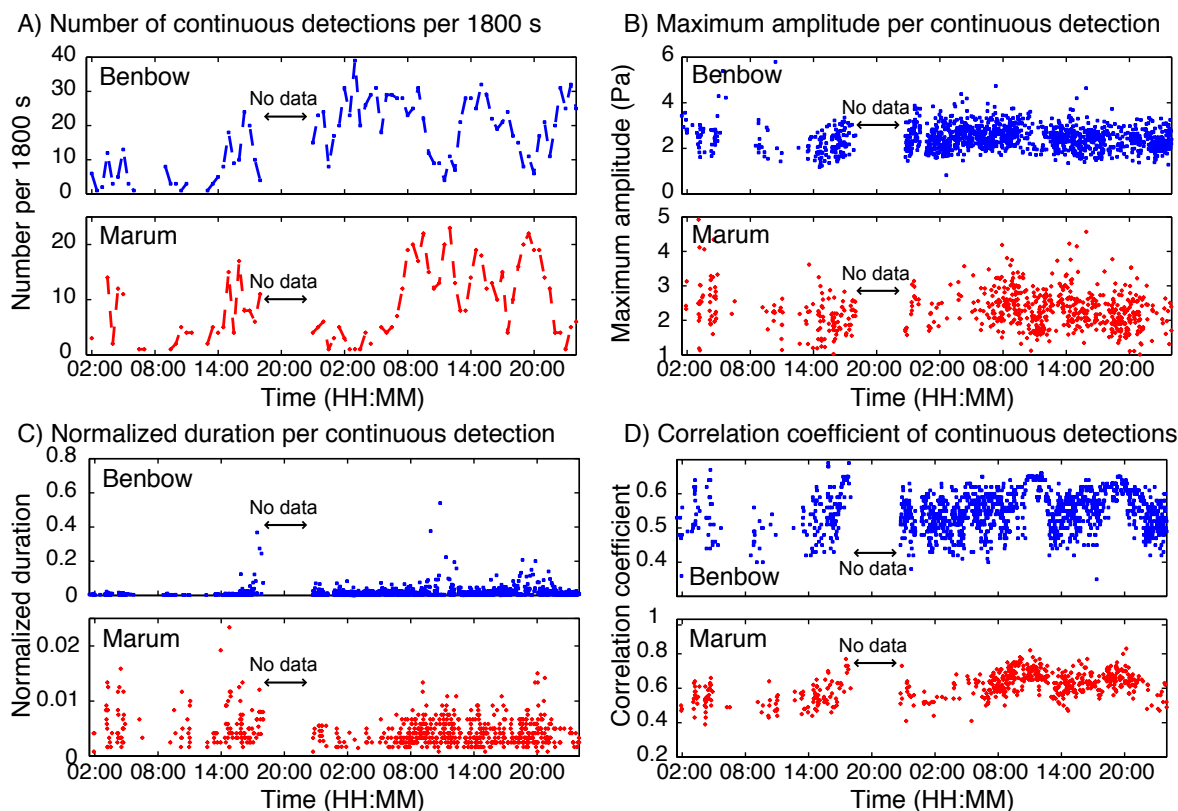 A) Number of continuous detections per 1800 s
40
30
20
10
0
Benbow
No data
20
10
0
Marum
No data
Number per 1800 s
02:00 08:00 14:00 20:00 02:00 08:00 14:00 20:00
Time (HH:MM)
B) Maximum amplitude per continuous detection
6
4
2
0
Benbow
No data
5
4
3
2
1
Marum
No data
Maximum amplitude (Pa)
02:00 08:00 14:00 20:00 02:00 08:00 14:00 20:00
Time (HH:MM)
C) Normalized duration per continuous detection
0.8
0.6
0.4
0.2
0
Benbow
No data
0.02
0.01
0
Marum
No data
Normalized duration
02:00 08:00 14:00 20:00 02:00 08:00 14:00 20:00
Time (HH:MM)
D) Correlation coefficient of continuous detections
0.6
0.5
0.4
No data
Benbow
1
0.8
0.6
0.4
0.2
Marum
No data
Correlation coefficient
02:00 08:00 14:00 20:00 02:00 08:00 14:00 20:00
Time (HH:MM)